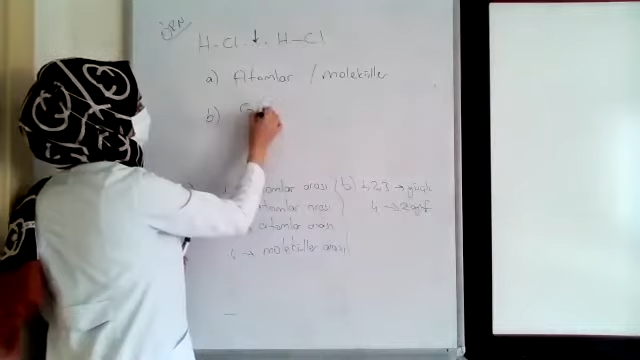 ÖRN
H-Cl ↓ H-Cl
a) Atomlar / moleküller
b)
atomlar arası (b) 1,2,3 → güçlü
atomlar arası 4 → zayıf
atomlar arası
4 → moleküller arası